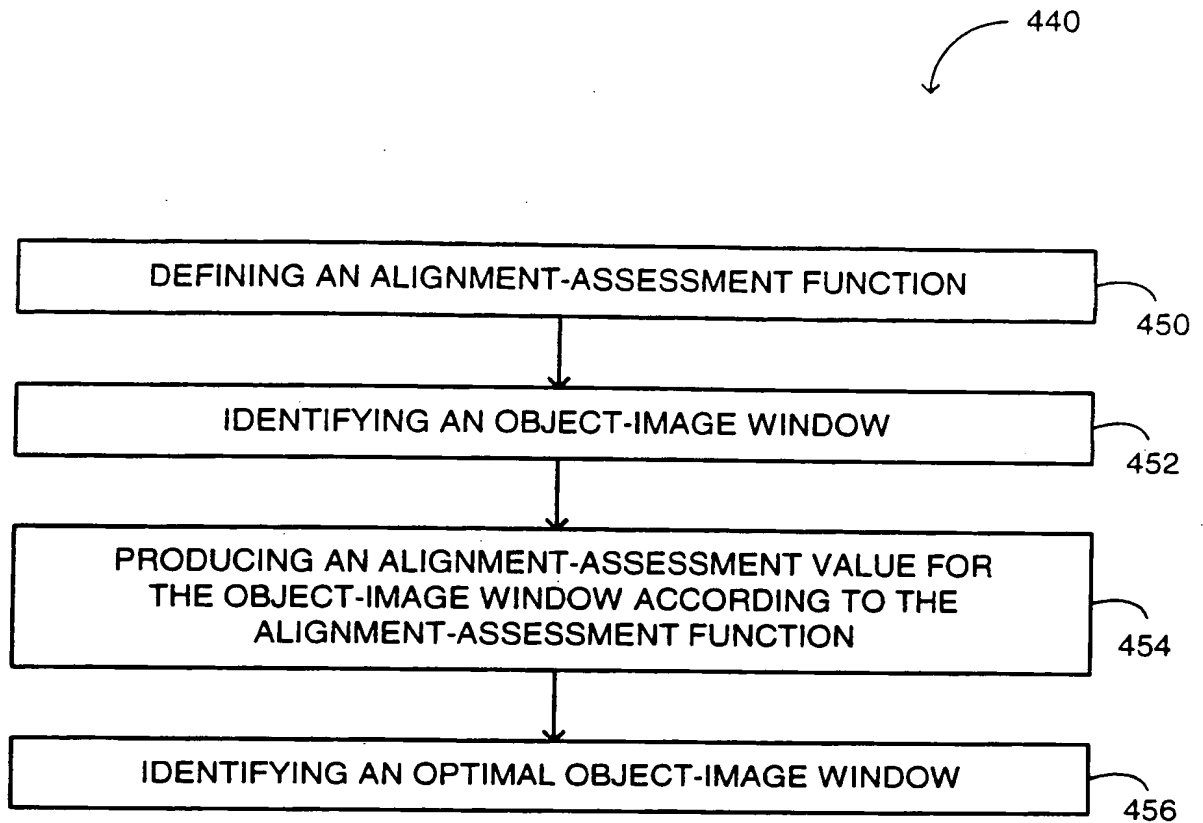 440
DEFINING AN ALIGNMENT-ASSESSMENT FUNCTION
450
IDENTIFYING AN OBJECT-IMAGE WINDOW
452
PRODUCING AN ALIGNMENT-ASSESSMENT VALUE FOR
THE OBJECT-IMAGE WINDOW ACCORDING TO THE
ALIGNMENT-ASSESSMENT FUNCTION
454
IDENTIFYING AN OPTIMAL OBJECT-IMAGE WINDOW
456